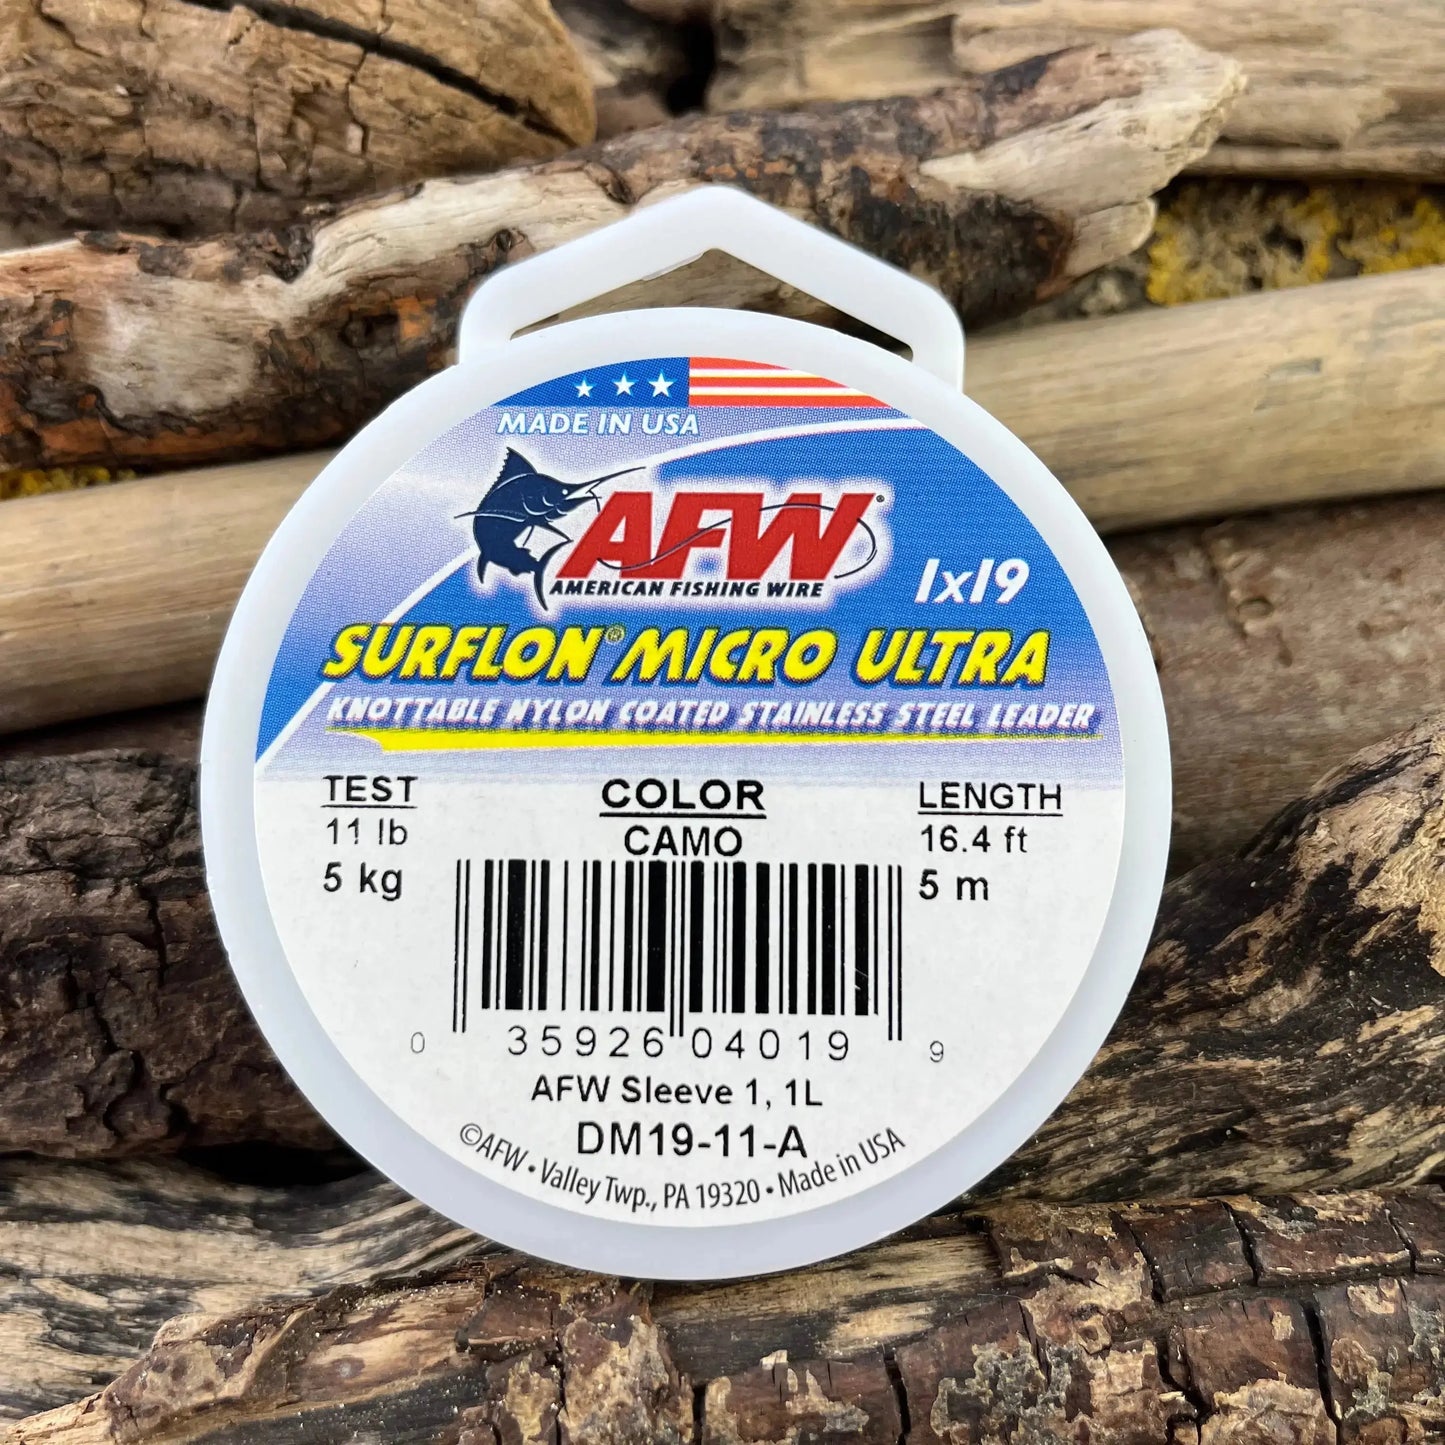 MADE IN USA
AFW®
AMERICAN FISHING WIRE
1x19
SURFLON® MICRO ULTRA
KNOTTABLE NYLON COATED STAINLESS STEEL LEADER
TEST COLOR LENGTH
11 lb CAMO 16.4 ft
5 kg 5 m
0 35926 04019 9
AFW Sleeve 1, 1L
DM19-11-A
©AFW • Valley Twp., PA 19320 • Made in USA